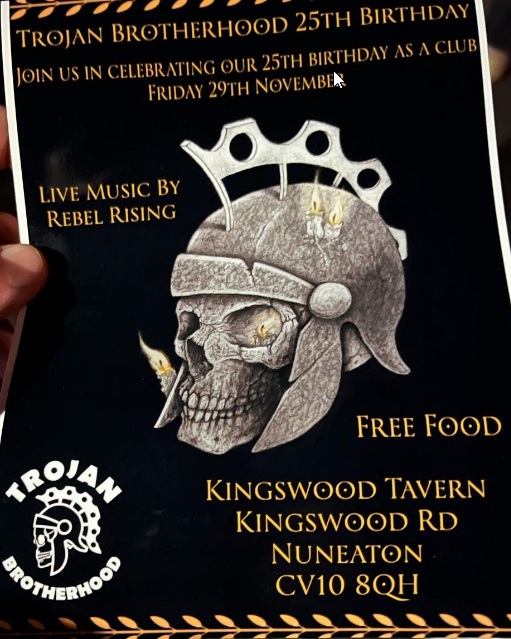 Trojan Brotherhood 25th Birthday
Join us in celebrating our 25th birthday as a club
Friday 29th November
Live Music By
Rebel Rising
Free Food
Kingswood Tavern
Kingswood Rd
Nuneaton
CV10 8QH
TROJAN
BROTHERHOOD